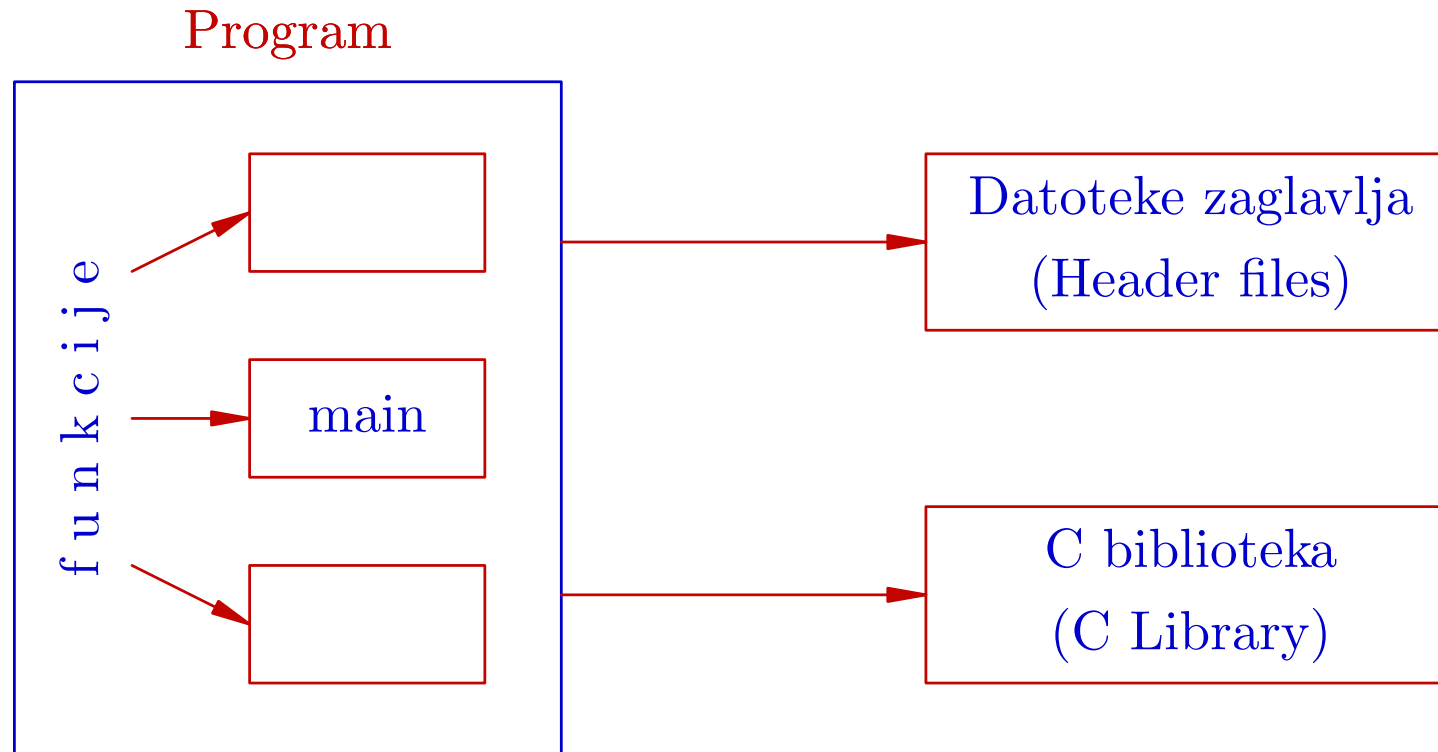 Program
funkcije
main
Datoteke zaglavlja
(Header files)
C biblioteka
(C Library)